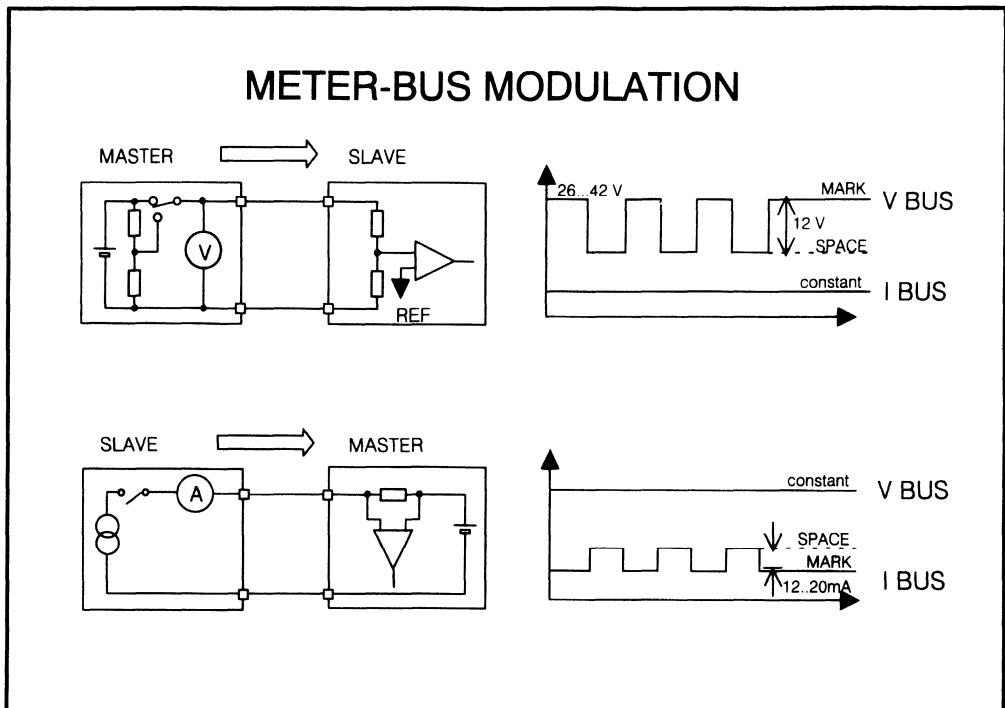 METER-BUS MODULATION
MASTER
SLAVE
V
REF
26...42 V
MARK
V BUS
12 V
SPACE
constant
I BUS
SLAVE
MASTER
A
constant
V BUS
SPACE
MARK
12..20mA
I BUS